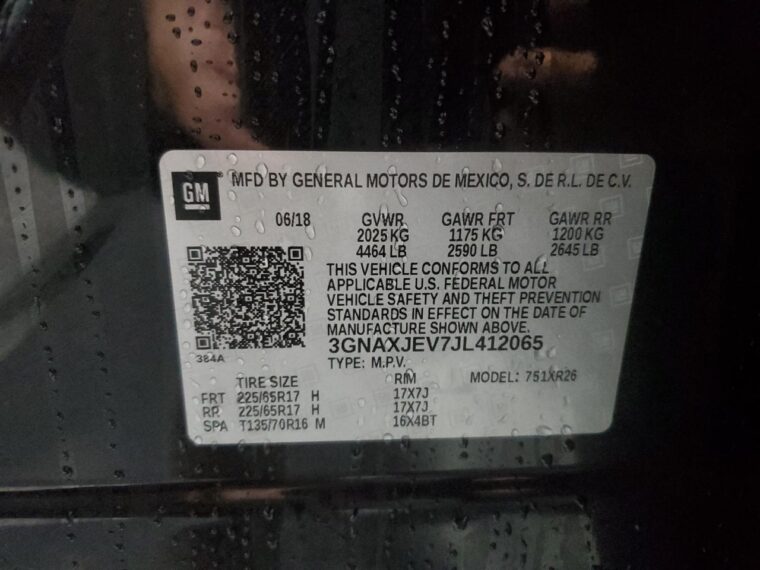 GM MFD BY GENERAL MOTORS DE MEXICO, S. DE R.L. DE C.V.
06/18 GVWR GAWR FRT GAWR RR
2025 KG 1175 KG 1200 KG
4464 LB 2590 LB 2645 LB
THIS VEHICLE CONFORMS TO ALL
APPLICABLE U.S. FEDERAL MOTOR
VEHICLE SAFETY AND THEFT PREVENTION
STANDARDS IN EFFECT ON THE DATE OF
MANUFACTURE SHOWN ABOVE.
3GNAXJEV7JL412065
384A
TYPE: M.P.V.
TIRE SIZE RIM MODEL: 751XR26
FRT 225/65R17 H 17X7J
RR 225/65R17 H 17X7J
SPA T135/70R16 M 16X4BT